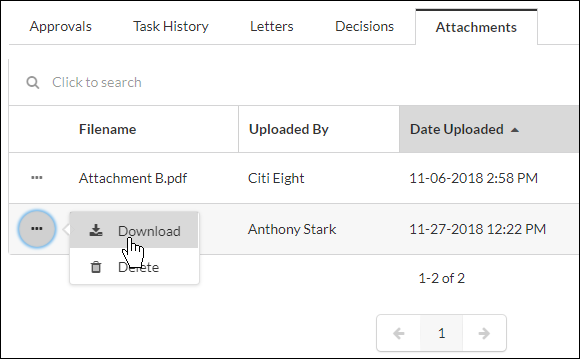 Approvals Task History Letters Decisions Attachments
Click to search
Filename Uploaded By Date Uploaded
Attachment B.pdf Citi Eight 11-06-2018 2:58 PM
Download Anthony Stark 11-27-2018 12:22 PM
Delete
1-2 of 2
1